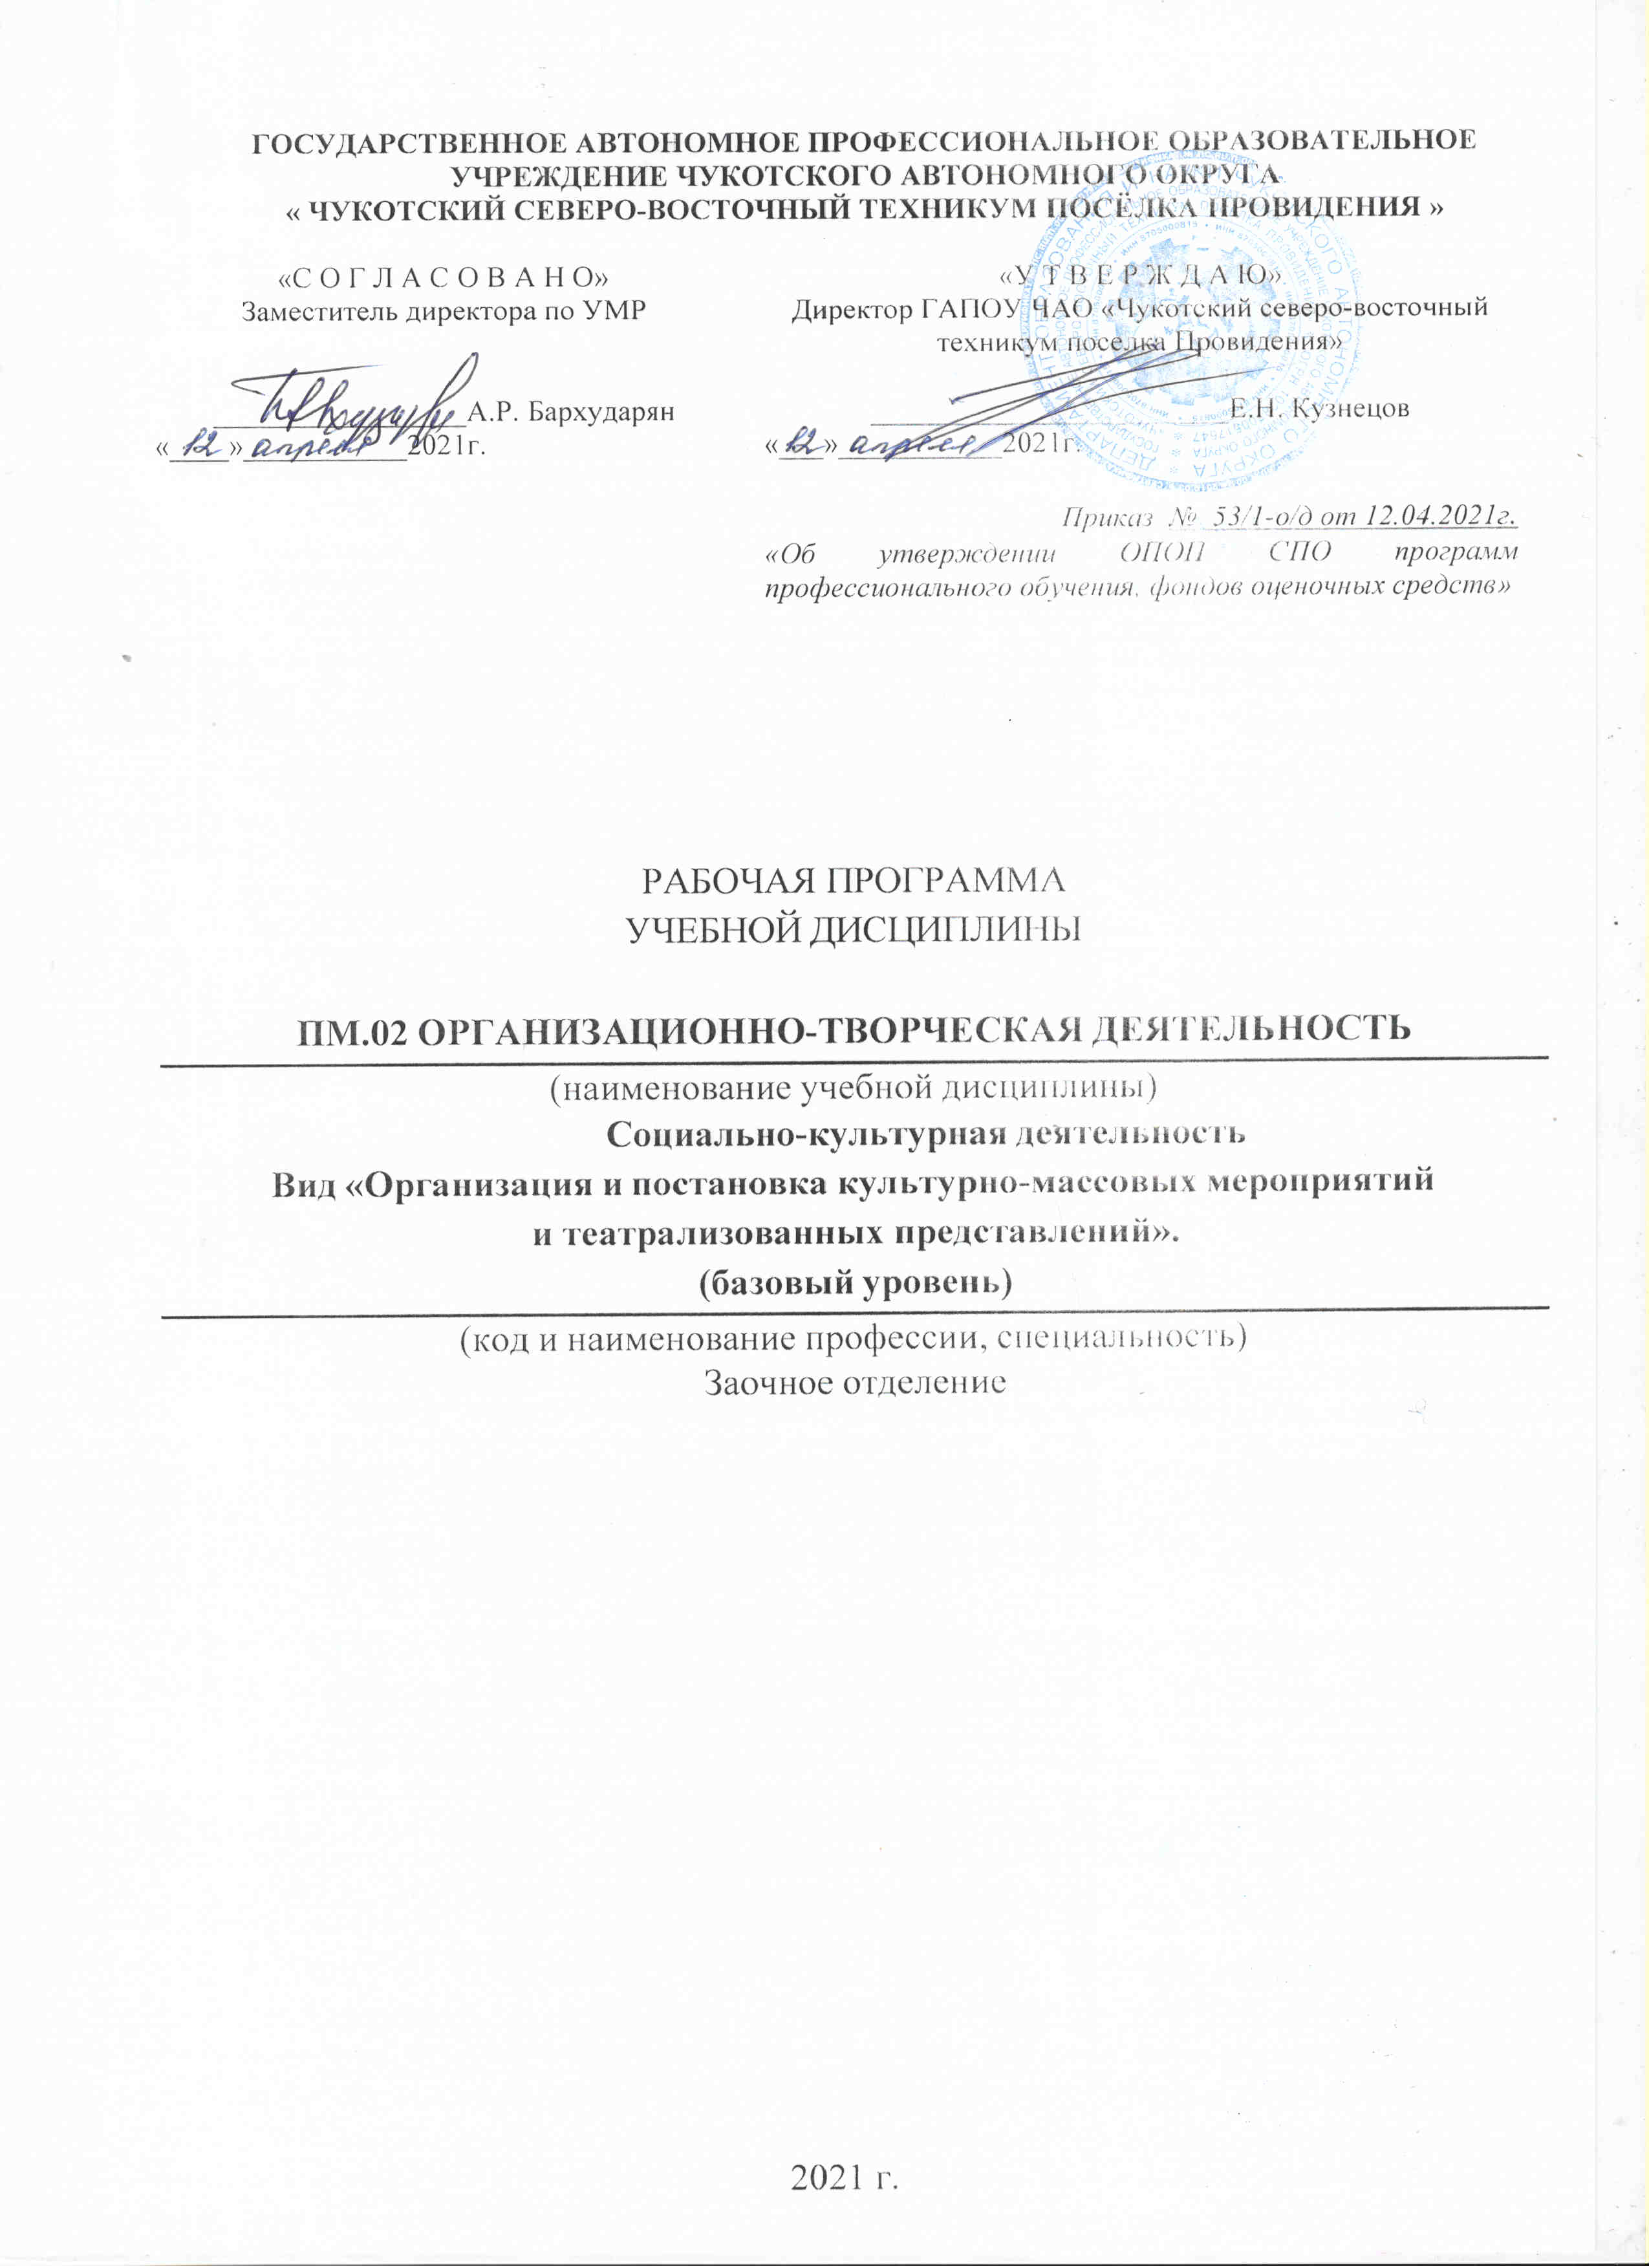 ГОСУДАРСТВЕННОЕ АВТОНОМНОЕ ПРОФЕССИОНАЛЬНОЕ ОБРАЗОВАТЕЛЬНОЕ
УЧРЕЖДЕНИЕ ЧУКОТСКОГО АВТОНОМНОГО ОКРУГА
« ЧУКОТСКИЙ СЕВЕРО-ВОСТОЧНЫЙ ТЕХНИКУМ ПОСЁЛКА ПРОВИДЕНИЯ »
«С О Г Л А С О В А Н О»
Заместитель директора по УМР
А.Р. Бархударян
«12» апреля 2021г.
«У Т В Е Р Ж Д А Ю»
Директор ГАПОУ ЧАО «Чукотский северо-восточный
техникум поселка Провидения»
Е.Н. Кузнецов
«12» апреля 2021г.
Приказ № 53/1-о/д от 12.04.2021г.
«Об утверждении ОПОП СПО программ
профессионального обучения, фондов оценочных средств»
РАБОЧАЯ ПРОГРАММА
УЧЕБНОЙ ДИСЦИПЛИНЫ
ПМ.02 ОРГАНИЗАЦИОННО-ТВОРЧЕСКАЯ ДЕЯТЕЛЬНОСТЬ
(наименование учебной дисциплины)
Социально-культурная деятельность
Вид «Организация и постановка культурно-массовых мероприятий
и театрализованных представлений».
(базовый уровень)
(код и наименование профессии, специальность)
Заочное отделение
2021 г.